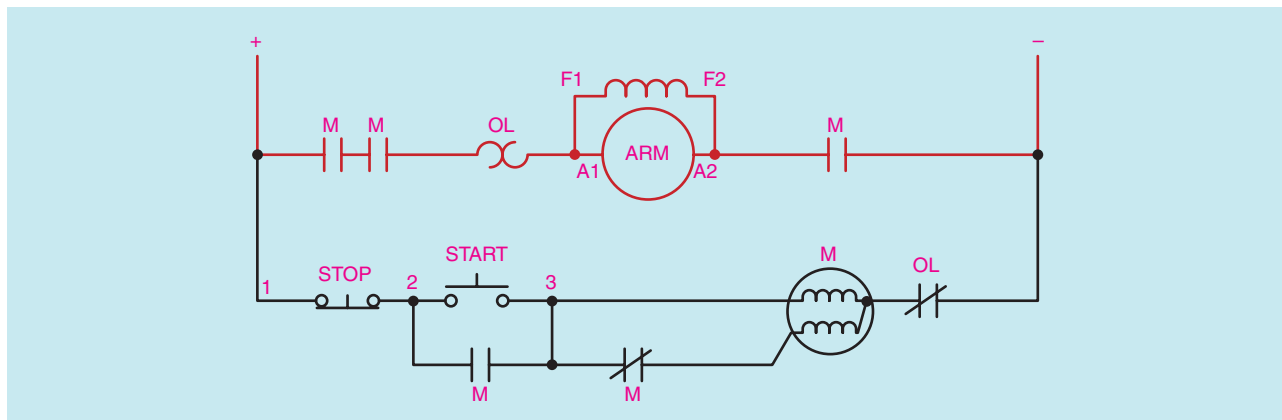 + –
F1 F2
M M OL M
ARM
A1 A2
START M
STOP OL
1 2 3
M M